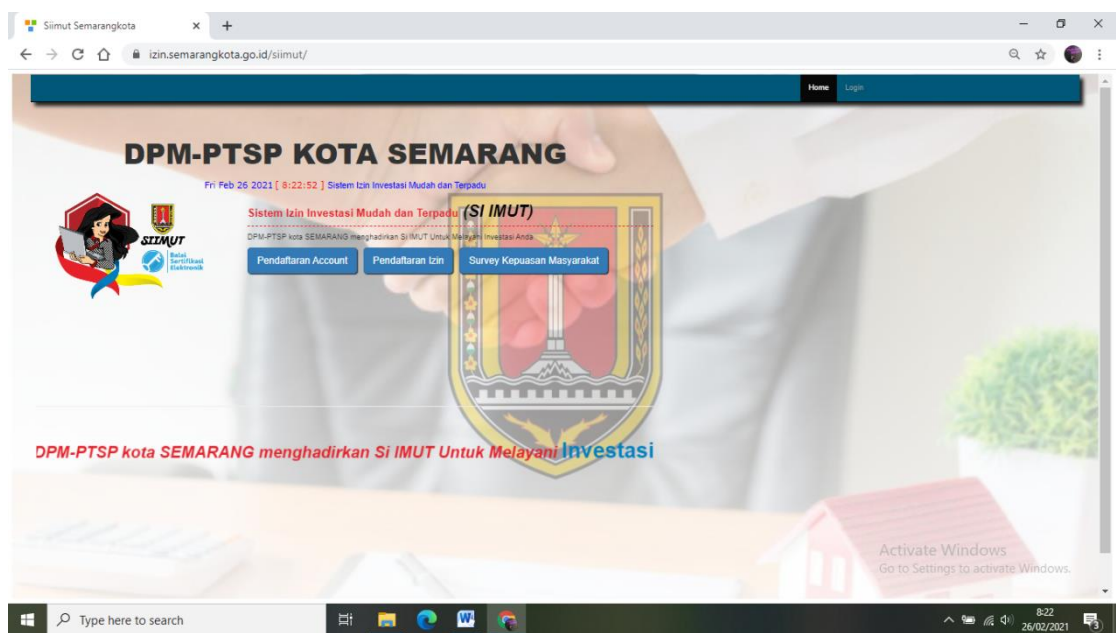 Siimut Semarangkota
izin.semarangkota.go.id/siimut/
Home Login
DPM-PTSP KOTA SEMARANG
Fri Feb 26 2021 [ 8:22:52 ] Sistem Izin Investasi Mudah dan Terpadu
Sistem Izin Investasi Mudah dan Terpadu (SI IMUT)
DPM-PTSP kota SEMARANG menghadirkan Si IMUT Untuk Melayani Investasi Anda
SIIMUT
Balai
Sertifikasi
Elektronik
Pendaftaran Account Pendaftaran Izin Survey Kepuasan Masyarakat
DPM-PTSP kota SEMARANG menghadirkan Si IMUT Untuk Melayani Investasi
Activate Windows
Go to Settings to activate Windows.
Type here to search
8:22
26/02/2021
3